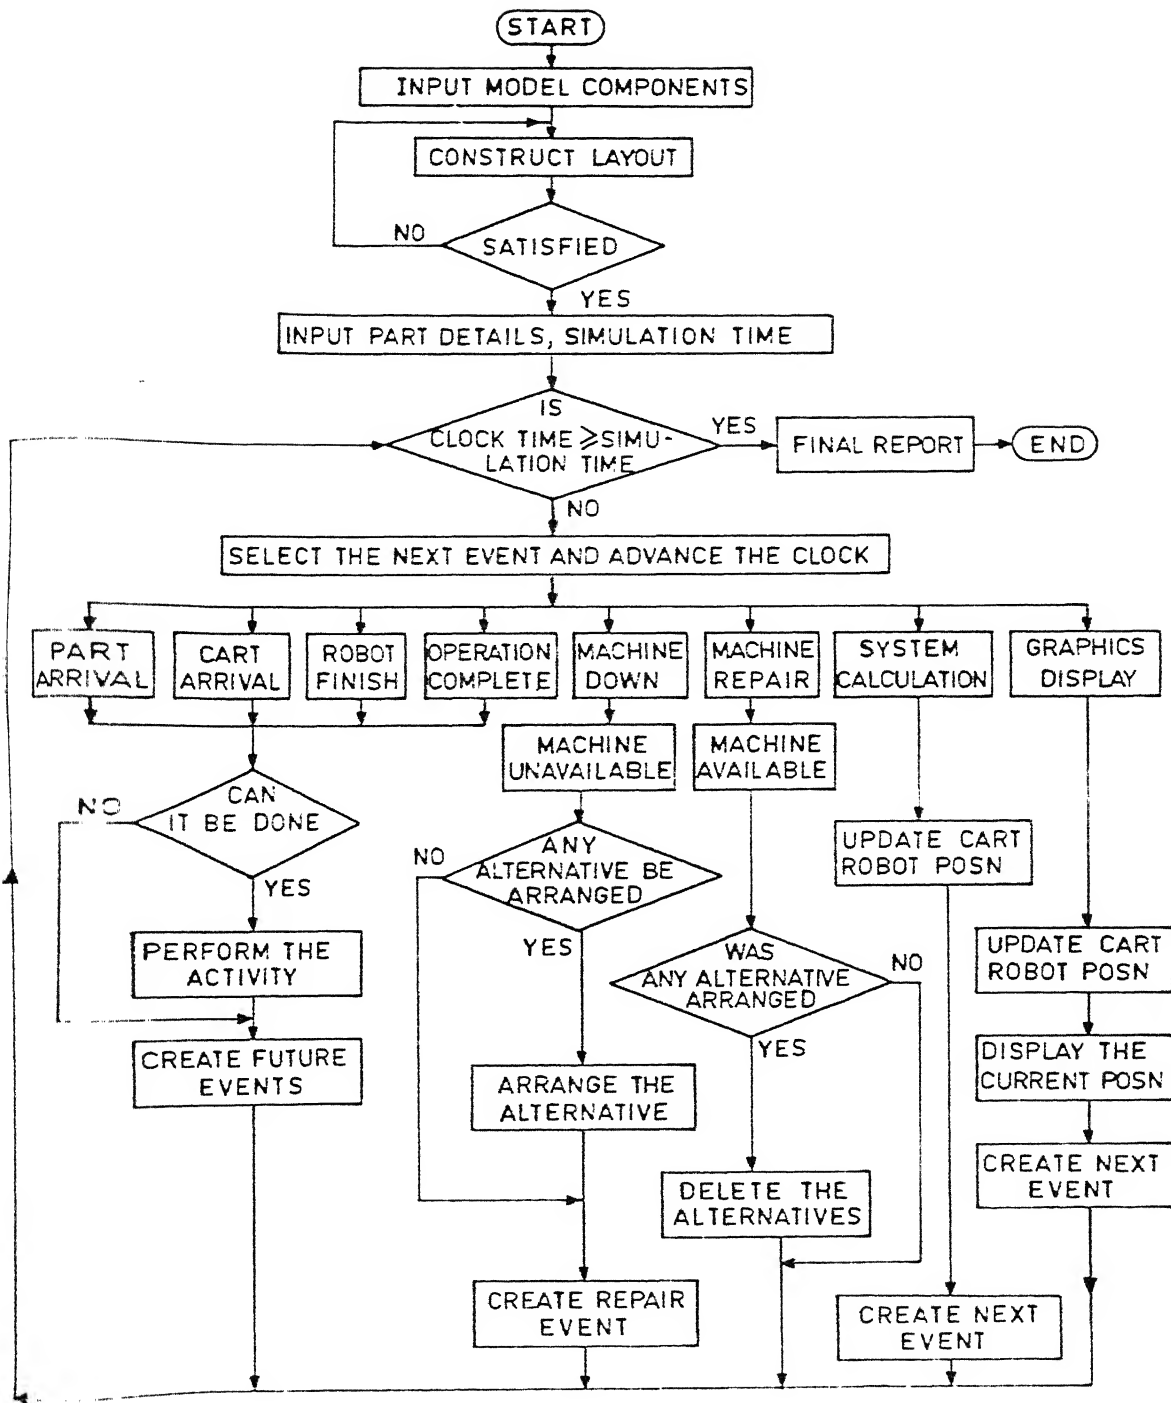 START
INPUT MODEL COMPONENTS
CONSTRUCT LAYOUT
NO
SATISFIED
YES
INPUT PART DETAILS, SIMULATION TIME
IS
CLOCK TIME ⩾ SIMU-
LATION TIME
YES
FINAL REPORT
END
NO
SELECT THE NEXT EVENT AND ADVANCE THE CLOCK
PART
ARRIVAL
CART
ARRIVAL
ROBOT
FINISH
OPERATION
COMPLETE
MACHINE
DOWN
MACHINE
REPAIR
SYSTEM
CALCULATION
GRAPHICS
DISPLAY
MACHINE
UNAVAILABLE
MACHINE
AVAILABLE
NO
CAN
IT BE DONE
YES
UPDATE CART
ROBOT POSN
NO
ANY
ALTERNATIVE BE
ARRANGED
YES
PERFORM THE
ACTIVITY
WAS
ANY ALTERNATIVE
ARRANGED
NO
YES
UPDATE CART
ROBOT POSN
CREATE FUTURE
EVENTS
DISPLAY THE
CURRENT POSN
ARRANGE THE
ALTERNATIVE
CREATE NEXT
EVENT
DELETE THE
ALTERNATIVES
CREATE REPAIR
EVENT
CREATE NEXT
EVENT